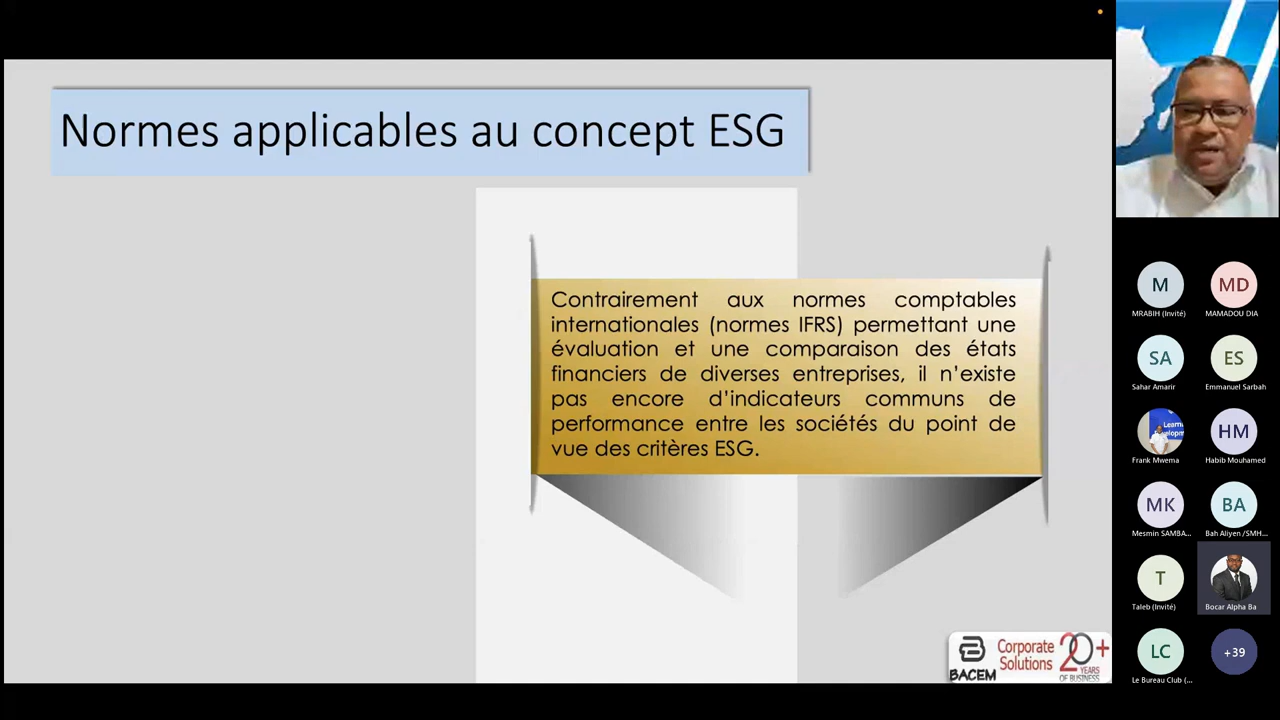 Normes applicables au concept ESG
Contrairement aux normes comptables
internationales (normes IFRS) permettant une
évaluation et une comparaison des états
financiers de diverses entreprises, il n’existe
pas encore d’indicateurs communs de
performance entre les sociétés du point de
vue des critères ESG.
BACEM
Corporate
Solutions
20+
YEARS
OF BUSINESS
M
MRABIH (Invité)
MD
MAMADOU DIA
SA
Sahar Amarir
ES
Emmanuel Sarbah
Learni
Frank Mwema
HM
Habib Mouhamed
MK
Mesmin SAMBA...
BA
Bah Aliyen /SMH...
T
Taleb (Invité)
Bocar Alpha Ba
LC
Le Bureau Club (...
+39